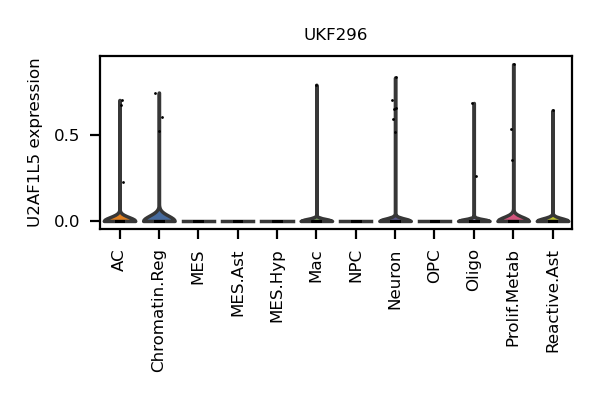 UKF296
U2AF1L5 expression
0.5
0.0
AC
Chromatin.Reg
MES
MES.Ast
MES.Hyp
Mac
NPC
Neuron
OPC
Oligo
Prolif.Metab
Reactive.Ast